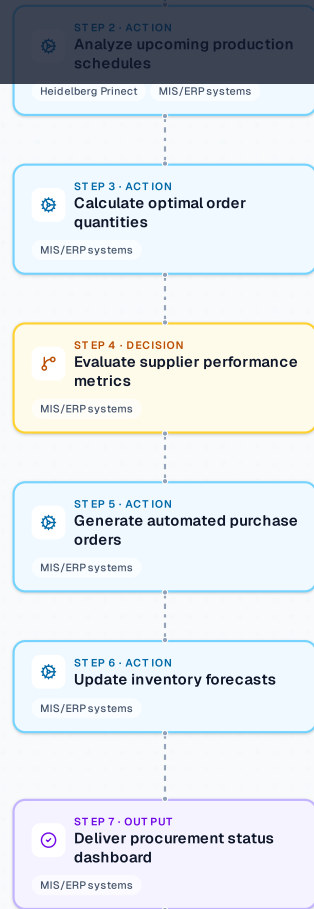 STEP 2 · ACTION
Analyze upcoming production
schedules
Heidelberg Prinect MIS/ERP systems
STEP 3 · ACTION
Calculate optimal order
quantities
MIS/ERP systems
STEP 4 · DECISION
Evaluate supplier performance
metrics
MIS/ERP systems
STEP 5 · ACTION
Generate automated purchase
orders
MIS/ERP systems
STEP 6 · ACTION
Update inventory forecasts
MIS/ERP systems
STEP 7 · OUTPUT
Deliver procurement status
dashboard
MIS/ERP systems